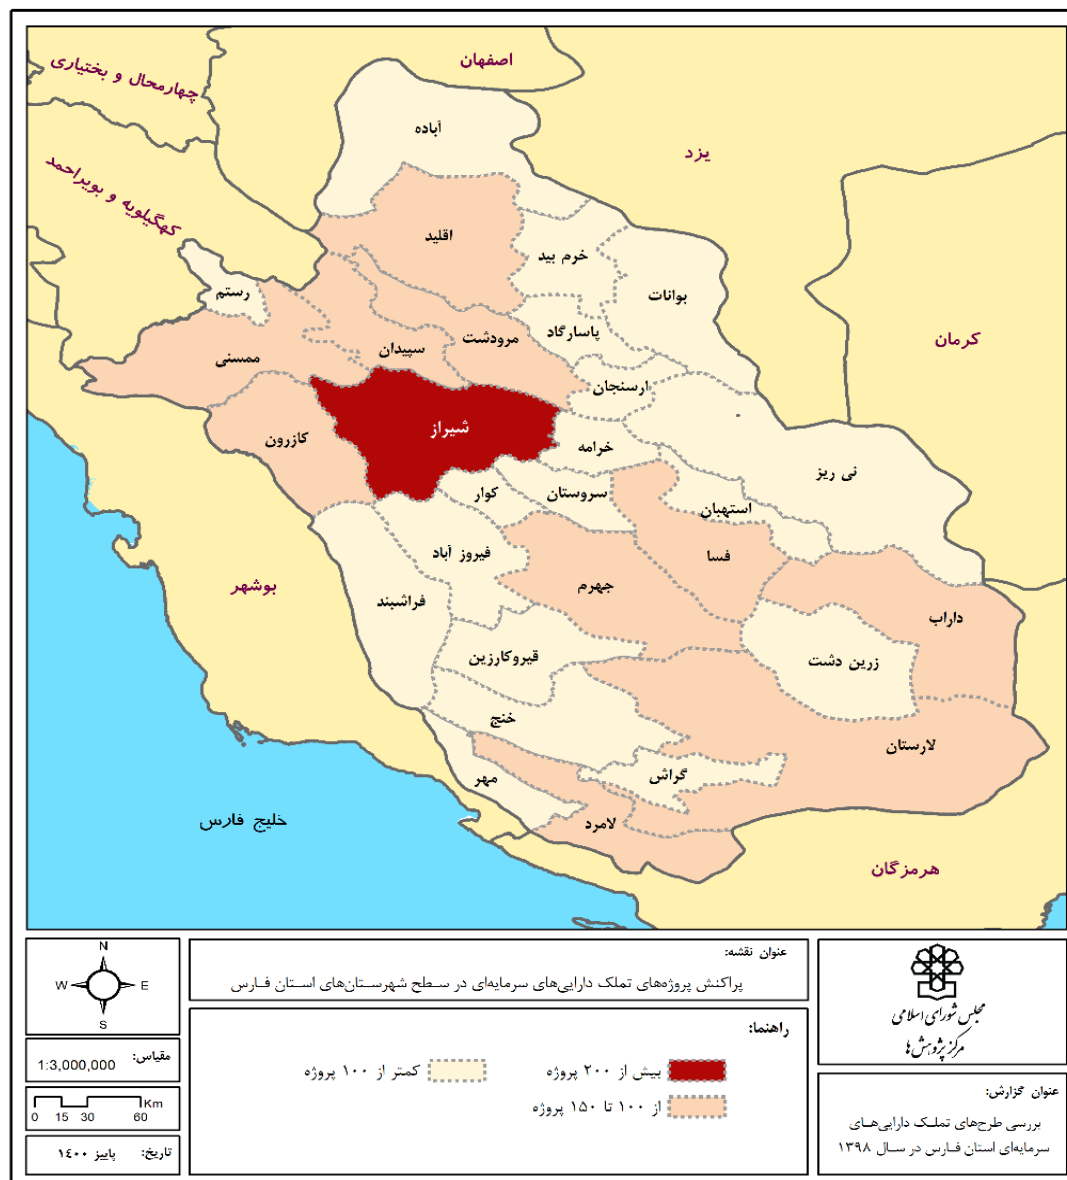 اصفهان
چهارمحال و بختیاری
یزد
کهگیلویه و بویراحمد
کرمان
بوشهر
هرمزگان
خلیج فارس
آباده
اقلید
خرم بید
بوانات
رستم
پاسارگاد
مرودشت
سپیدان
ممسنی
ارسنجان
شیراز
کازرون
خرامه
نی ریز
کوار
سروستان
استهبان
فیروز آباد
فسا
جهرم
فراشبند
داراب
قیروکارزین
زرین دشت
خنج
لارستان
گراش
مهر
لامرد
N
W E
S
مقیاس:
1:3,000,000
Km
0 15 30 60
تاریخ: پاییز ۱۴۰۰
عنوان نقشه:
پراکنش پروژه‌های تملک دارایی‌های سرمایه‌ای در سطح شهرستان‌های استان فارس
راهنما:
بیش از ۲۰۰ پروژه
کمتر از ۱۰۰ پروژه
از ۱۰۰ تا ۱۵۰ پروژه
مجلس شورای اسلامی
مرکز پژوهش‌ها
عنوان گزارش:
بررسی طرح‌های تملک دارایی‌های
سرمایه‌ای استان فارس در سال ۱۳۹۸